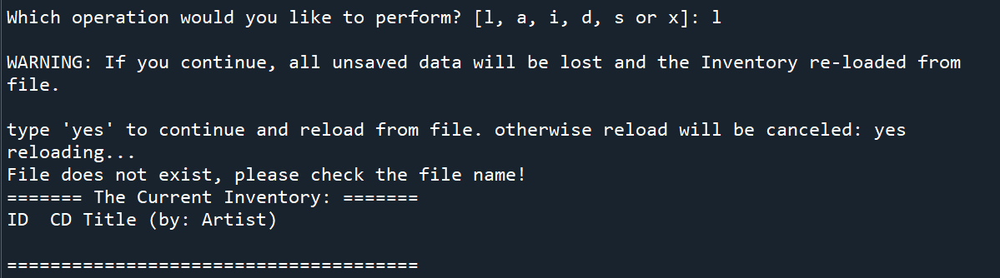 Which operation would you like to perform? [l, a, i, d, s or x]: l
WARNING: If you continue, all unsaved data will be lost and the Inventory re-loaded from
file.
type 'yes' to continue and reload from file. otherwise reload will be canceled: yes
reloading...
File does not exist, please check the file name!
======= The Current Inventory: =======
ID  CD Title (by: Artist)
======================================